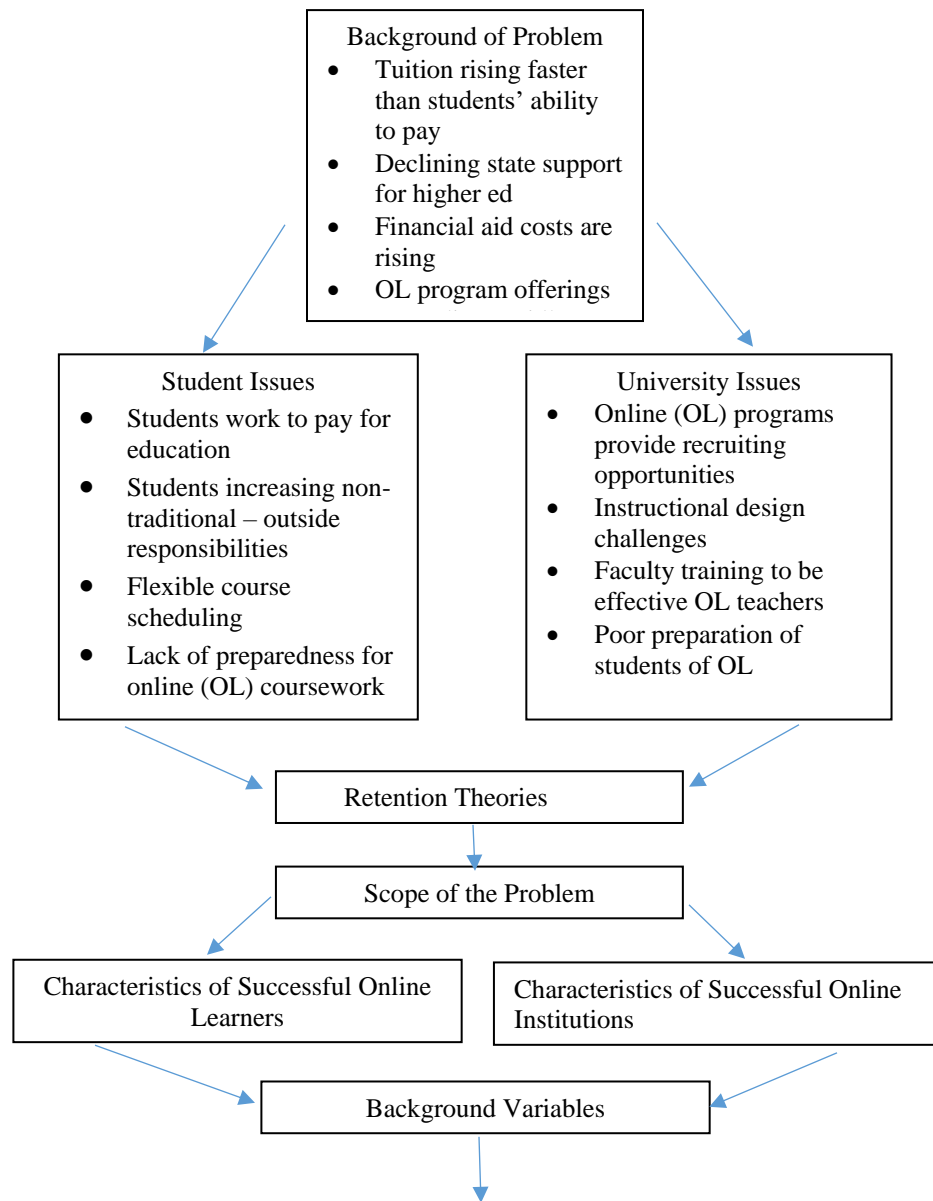 Background of Problem
• Tuition rising faster
than students’ ability
to pay
• Declining state support
for higher ed
• Financial aid costs are
rising
• OL program offerings
Student Issues
• Students work to pay for
education
• Students increasing non-
traditional – outside
responsibilities
• Flexible course
scheduling
• Lack of preparedness for
online (OL) coursework
University Issues
• Online (OL) programs
provide recruiting
opportunities
• Instructional design
challenges
• Faculty training to be
effective OL teachers
• Poor preparation of
students of OL
Retention Theories
Scope of the Problem
Characteristics of Successful Online
Learners
Characteristics of Successful Online
Institutions
Background Variables